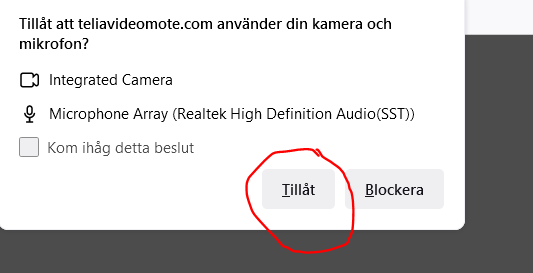 Tillåt att teliavideomote.com använder din kamera och
mikrofon?
Integrated Camera
Microphone Array (Realtek High Definition Audio(SST))
Kom ihåg detta beslut
Tillåt
Blockera